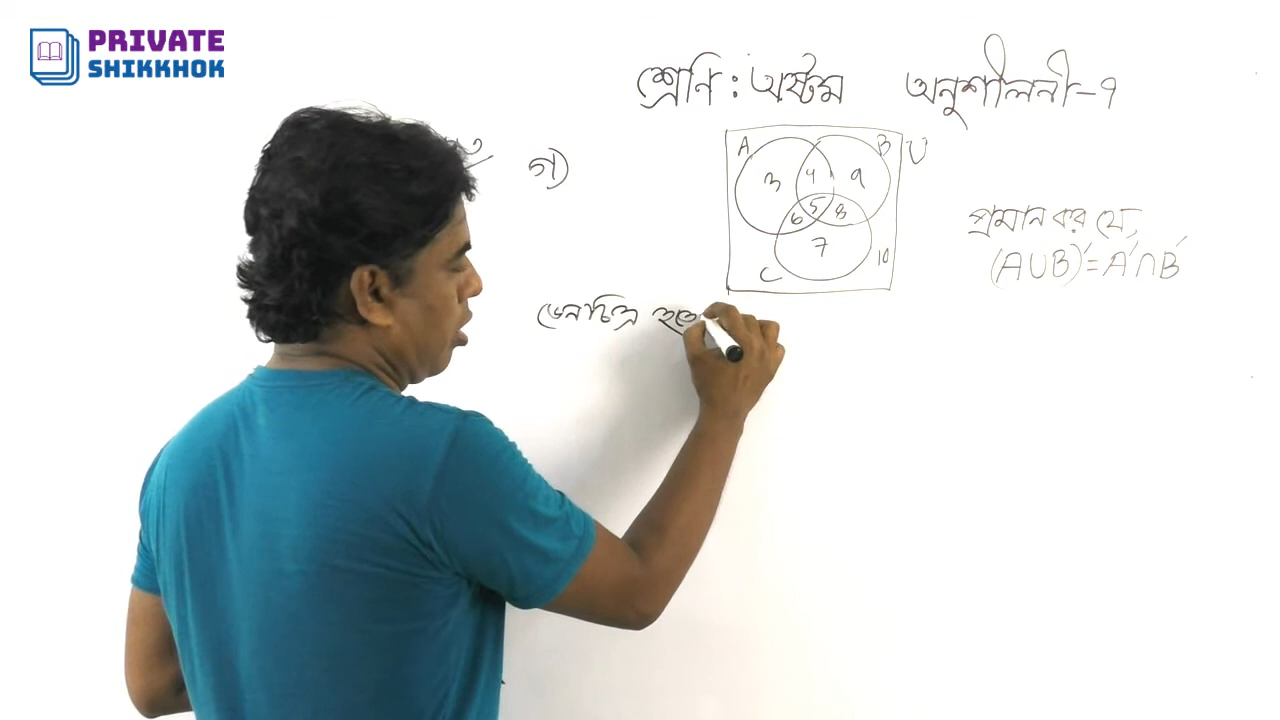 PRIVATE
SHIKKHOK
শ্রেণি : অষ্টম অনুশীলনী-৭
গ)
A B U
3 4 9
6 5 8
7
C 10
প্রমান কর যে,
(A∪B)′ = A′∩B′
ভেনচিত্র হতে